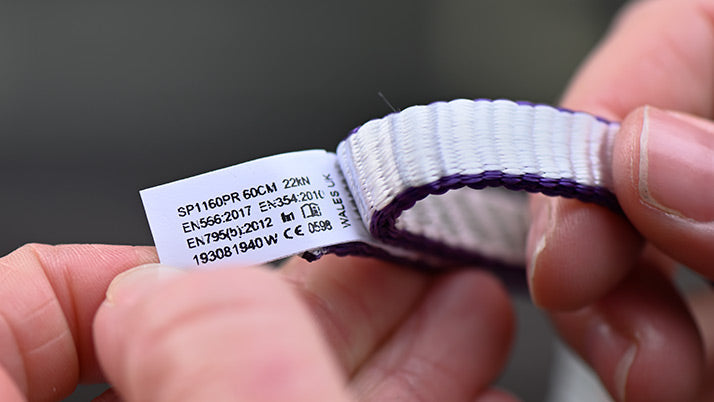 SP1160PR 60CM 22kN
EN566:2017 EN354:2010
EN795(b):2012
193081940W CE 0598
WALES UK